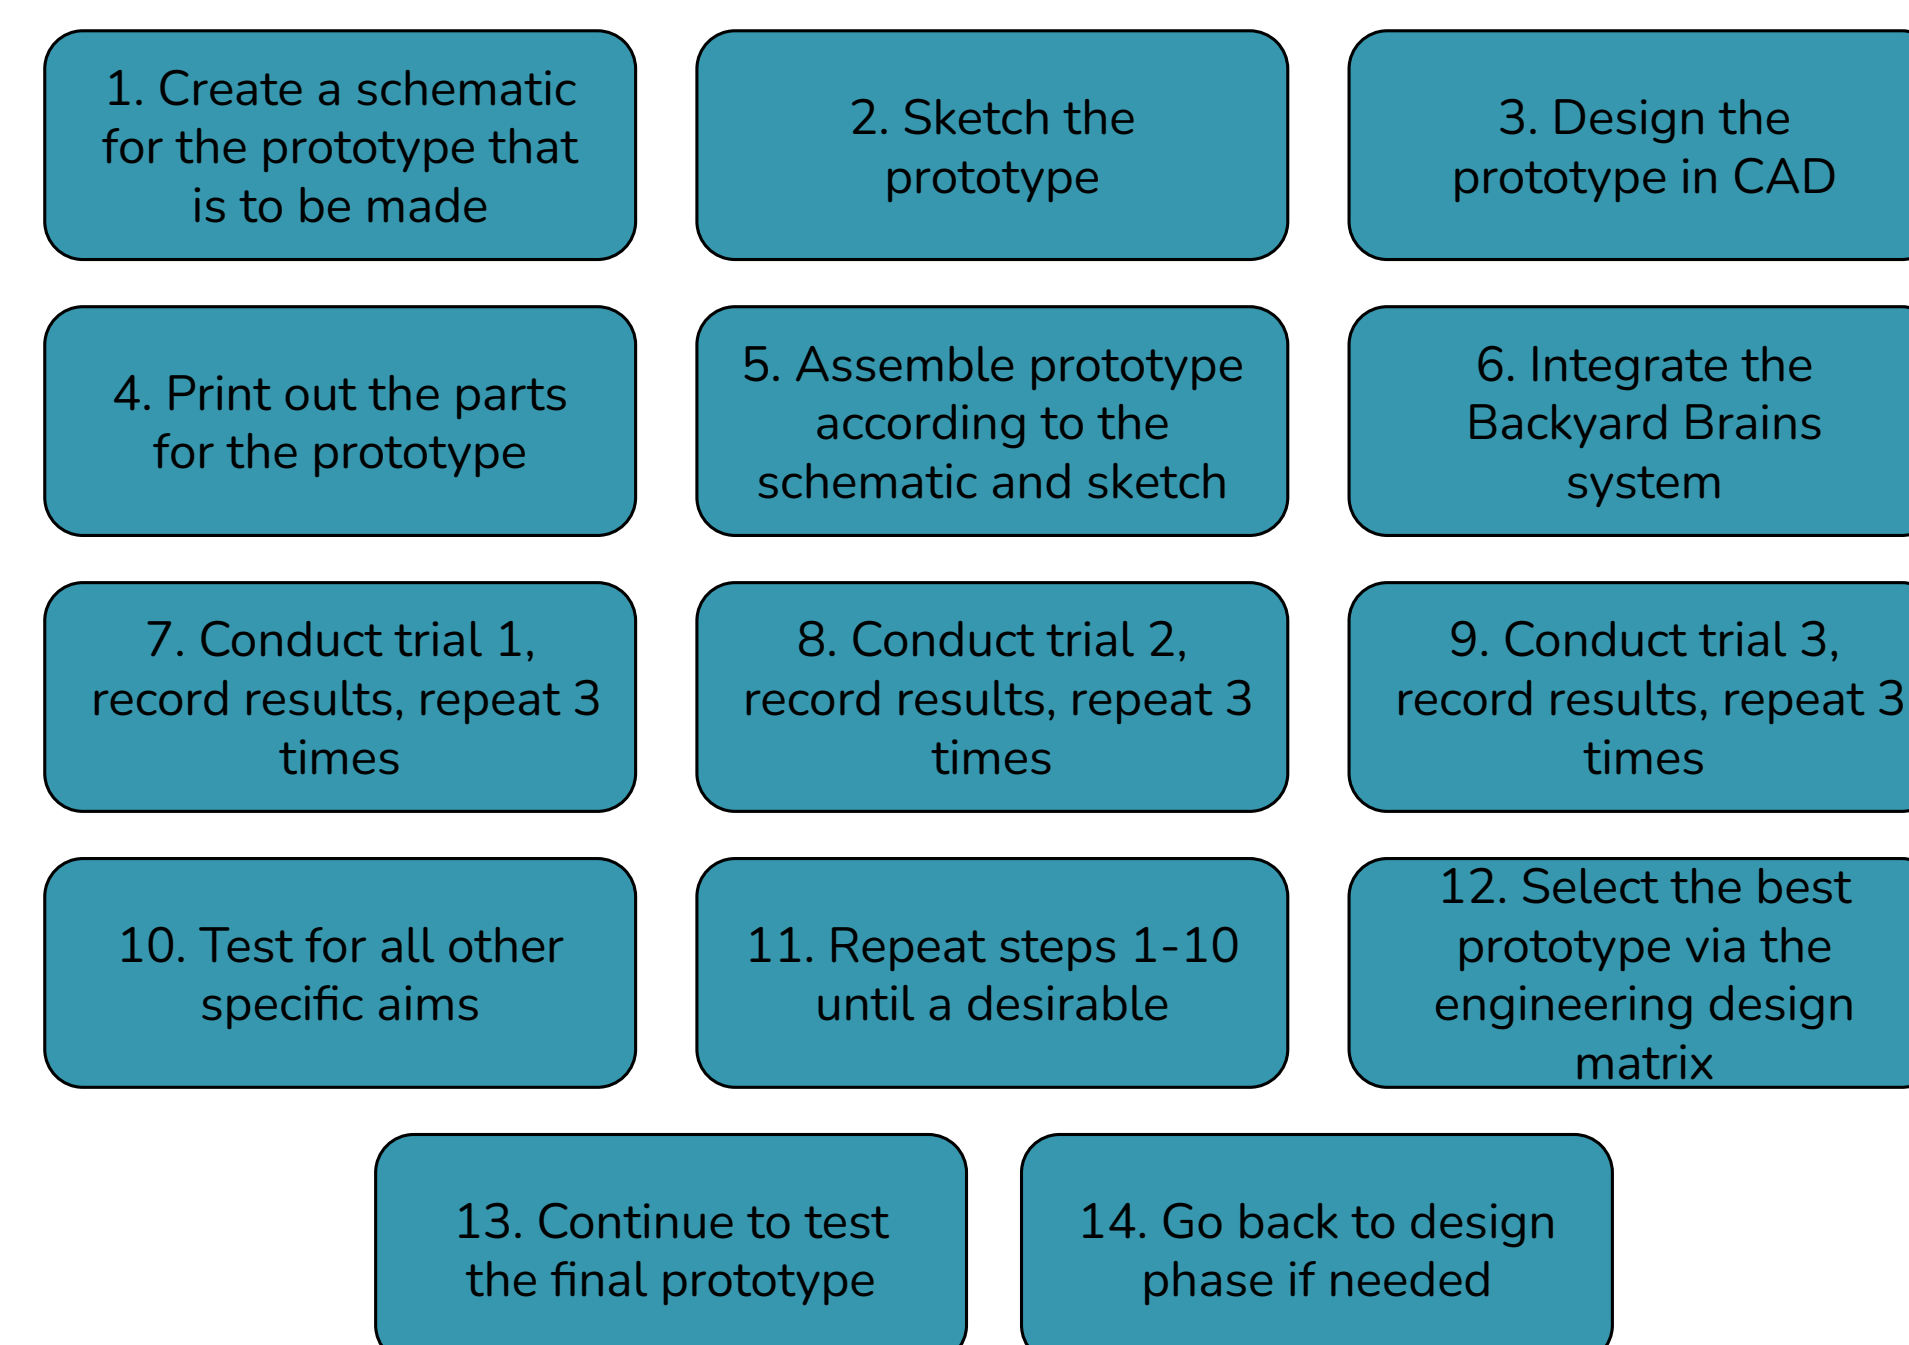 1. Create a schematic
for the prototype that
is to be made
2. Sketch the
prototype
3. Design the
prototype in CAD
4. Print out the parts
for the prototype
5. Assemble prototype
according to the
schematic and sketch
6. Integrate the
Backyard Brains
system
7. Conduct trial 1,
record results, repeat 3
times
8. Conduct trial 2,
record results, repeat 3
times
9. Conduct trial 3,
record results, repeat 3
times
10. Test for all other
specific aims
11. Repeat steps 1-10
until a desirable
12. Select the best
prototype via the
engineering design
matrix
13. Continue to test
the final prototype
14. Go back to design
phase if needed